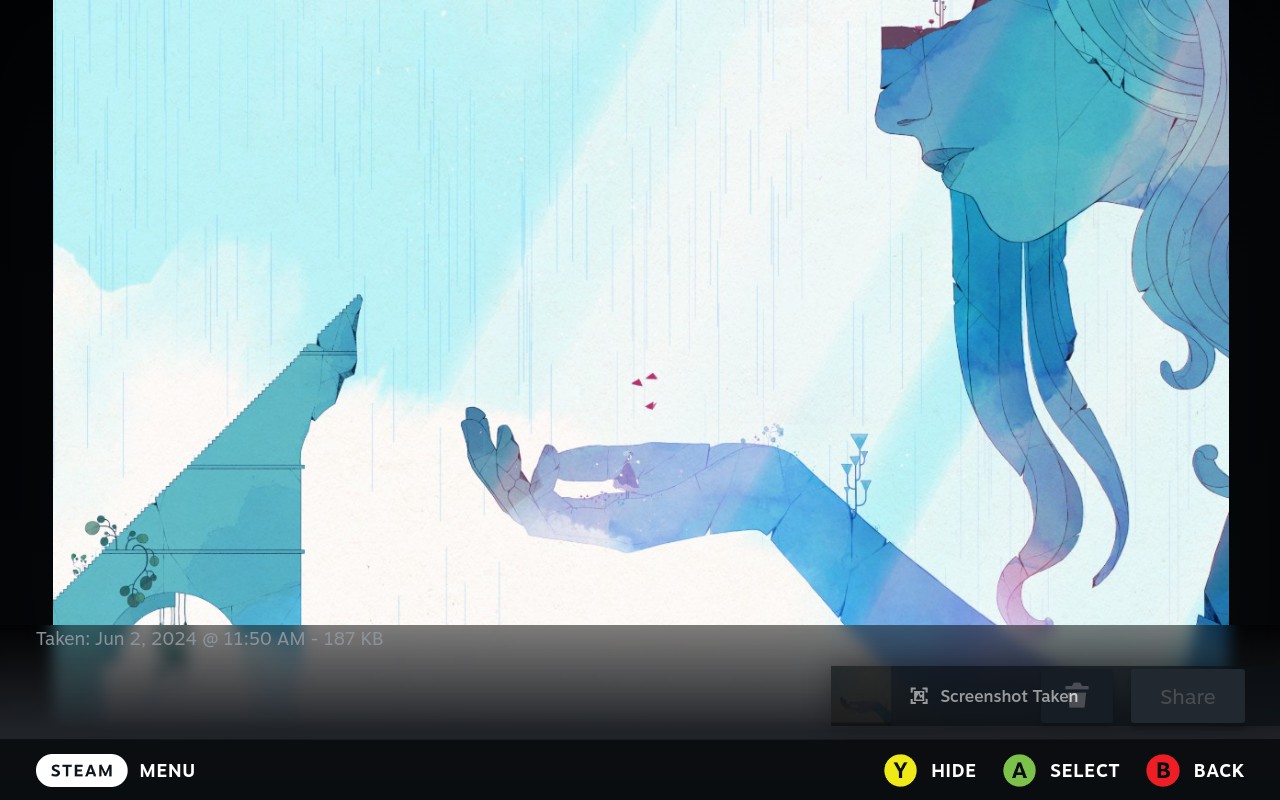 Taken: Jun 2, 2024 @ 11:50 AM - 187 KB
Screenshot Taken
Share
STEAM MENU Y HIDE A SELECT B BACK